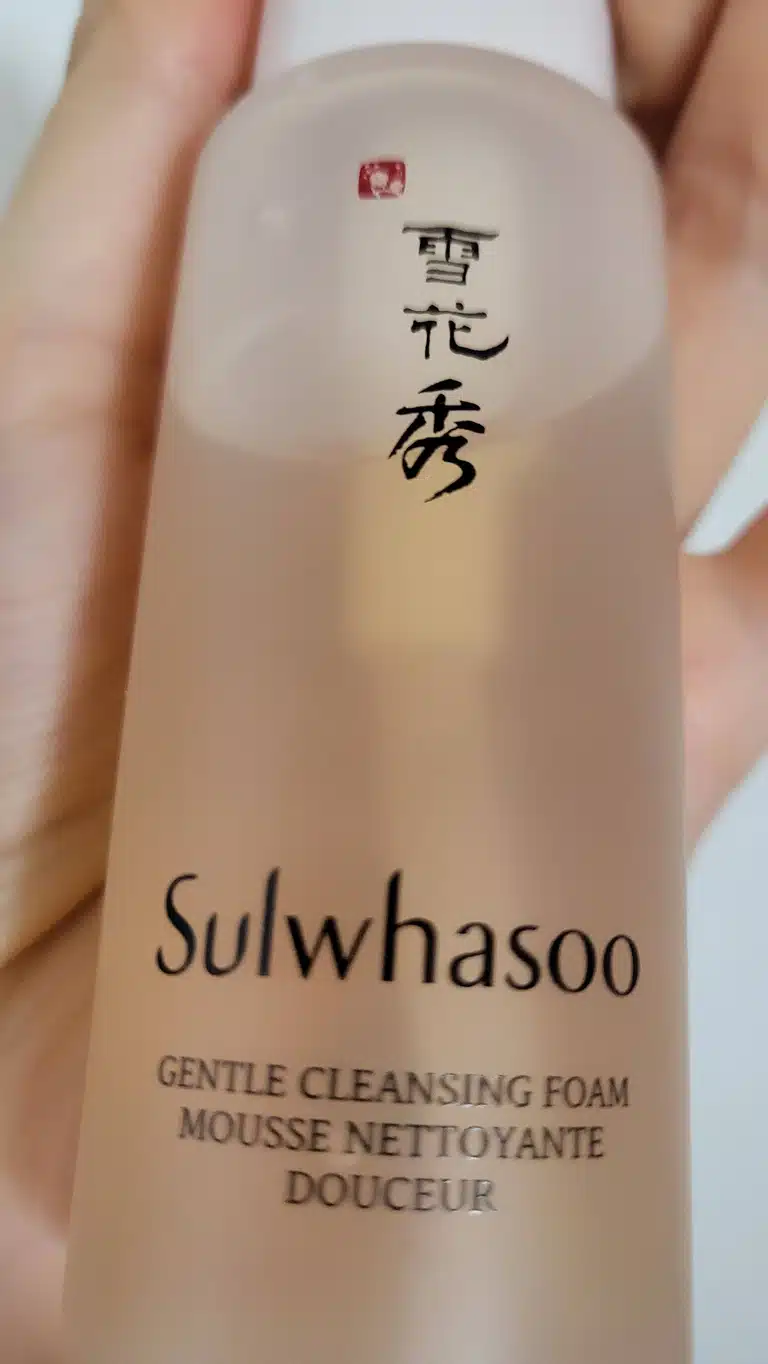 雪花秀
Sulwhasoo
GENTLE CLEANSING FOAM
MOUSSE NETTOYANTE
DOUCEUR